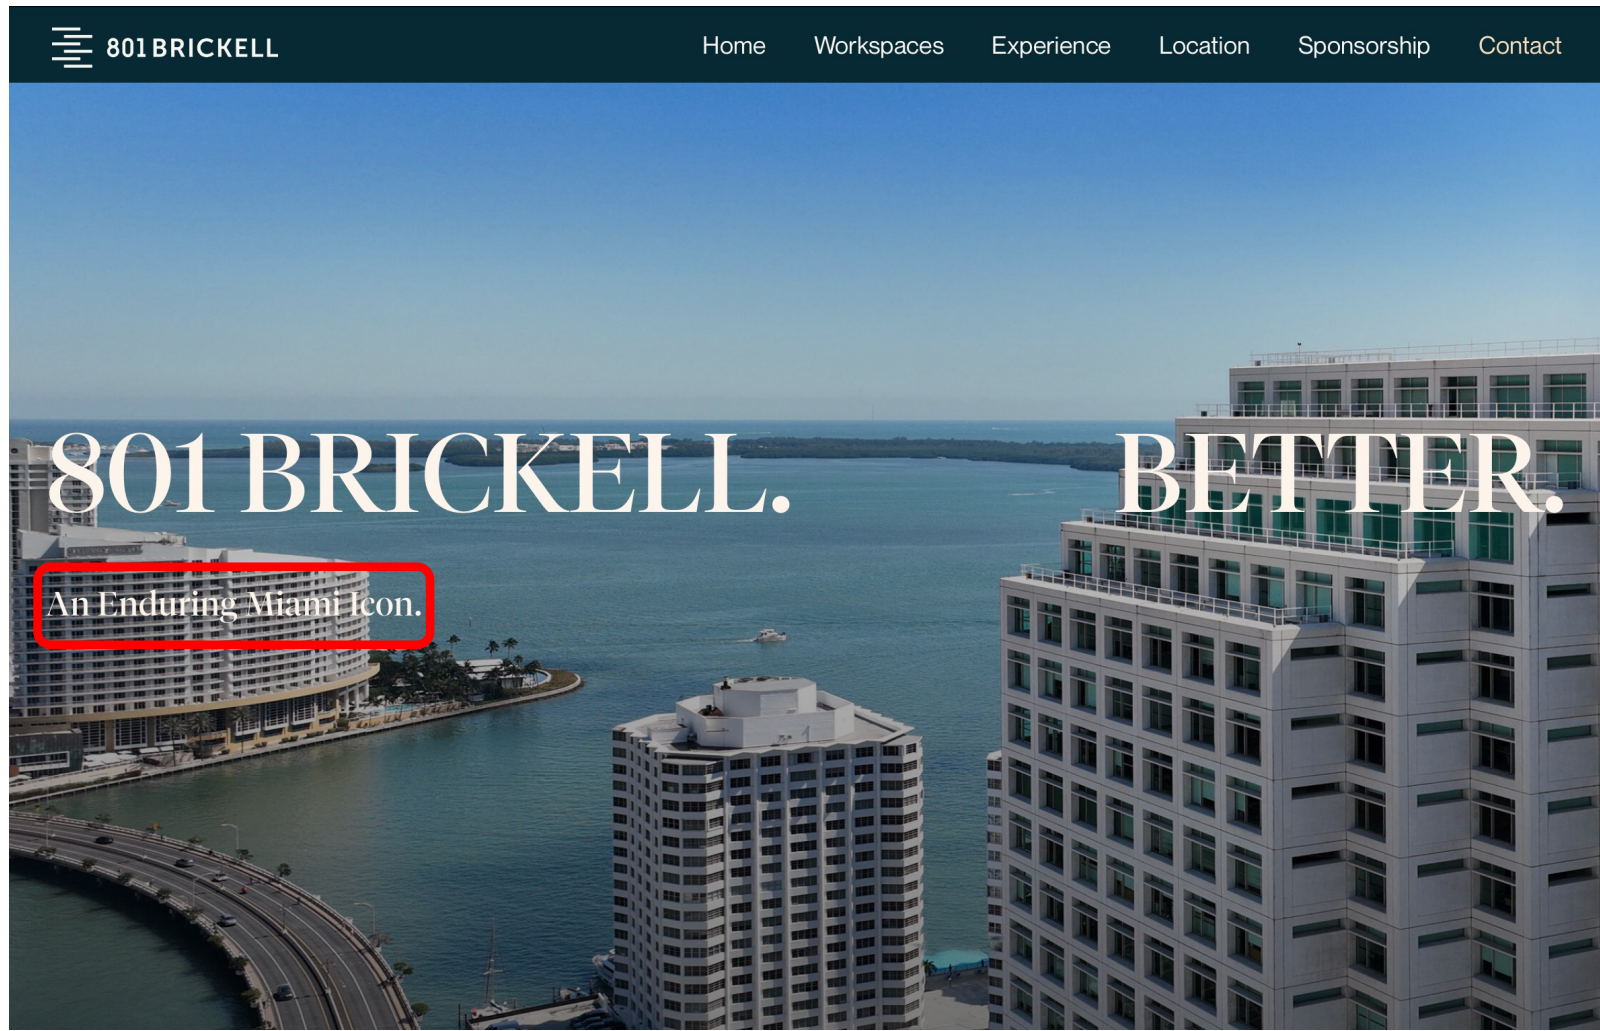 801 BRICKELL
Home Workspaces Experience Location Sponsorship Contact
801 BRICKELL. BETTER.
An Enduring Miami Icon.